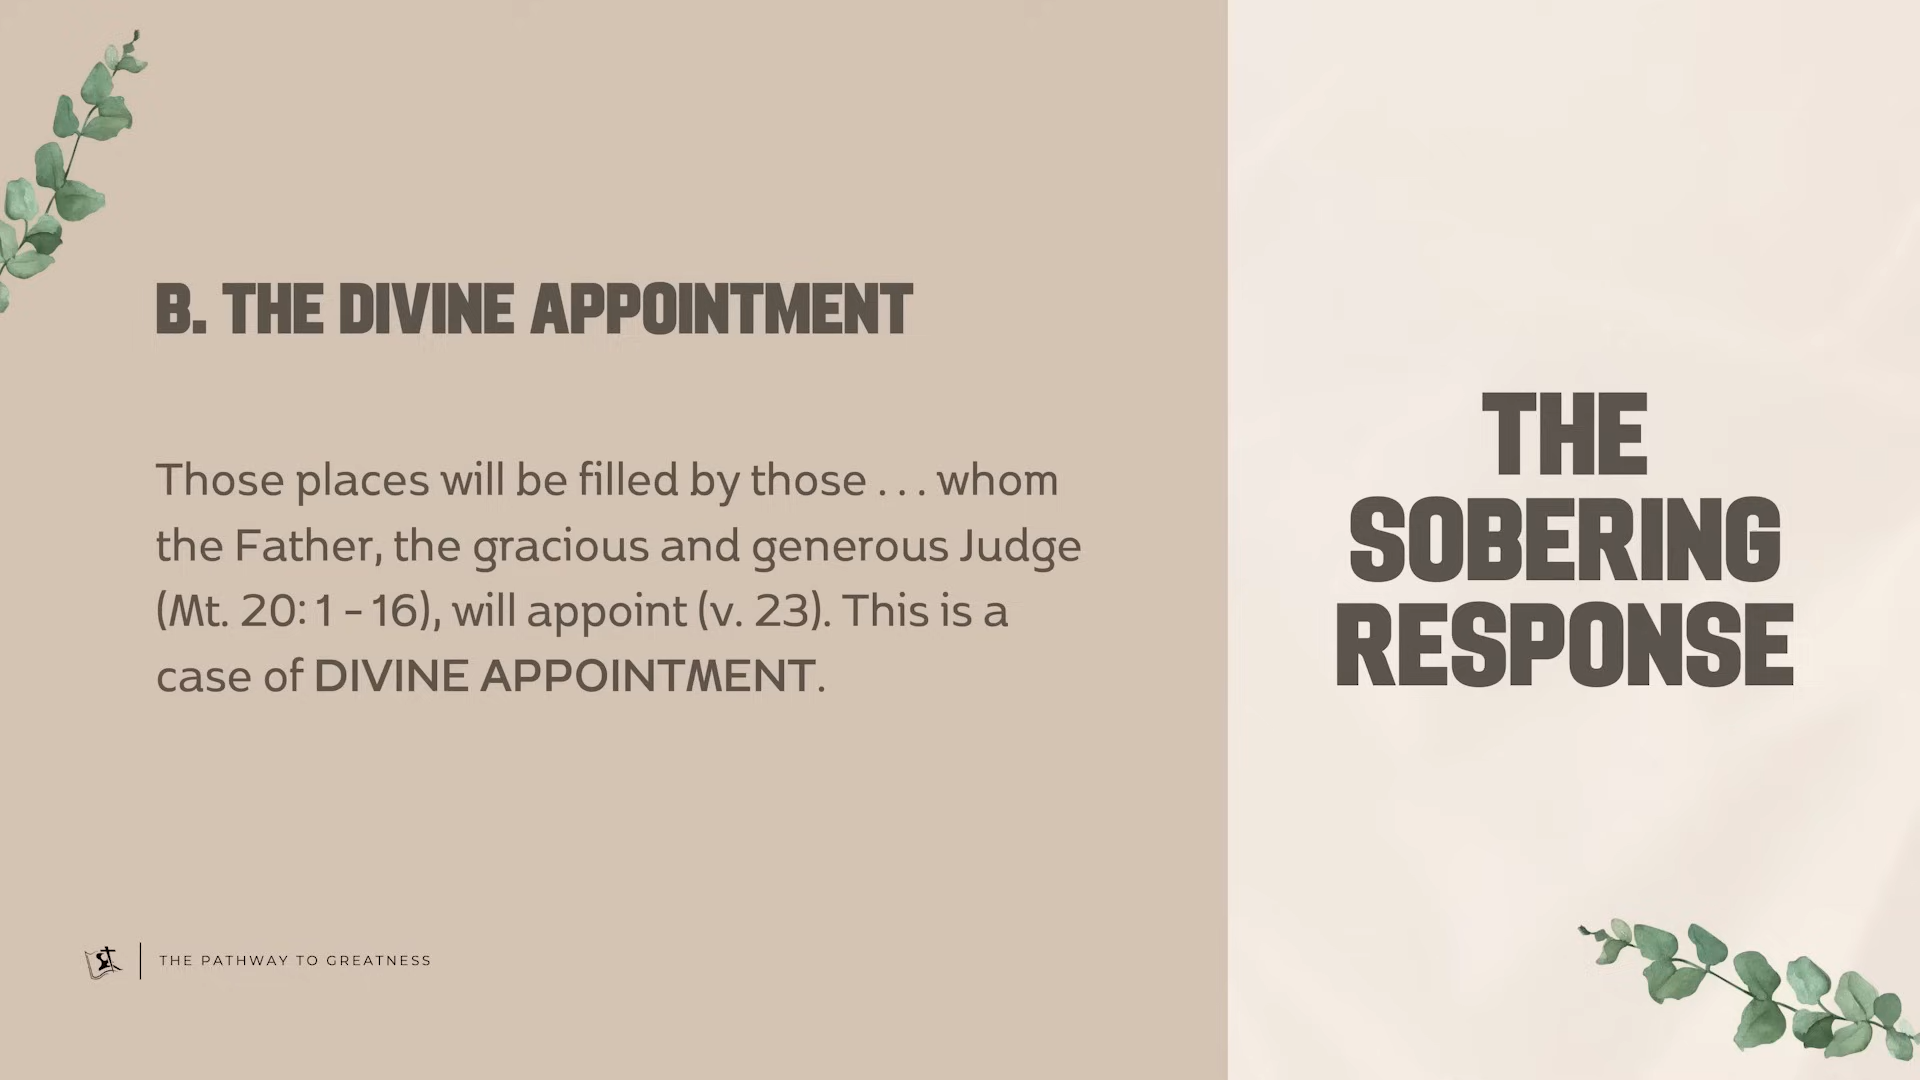 B. THE DIVINE APPOINTMENT
Those places will be filled by those . . . whom
the Father, the gracious and generous Judge
(Mt. 20: 1 – 16), will appoint (v. 23). This is a
case of DIVINE APPOINTMENT.
THE PATHWAY TO GREATNESS
THE
SOBERING
RESPONSE